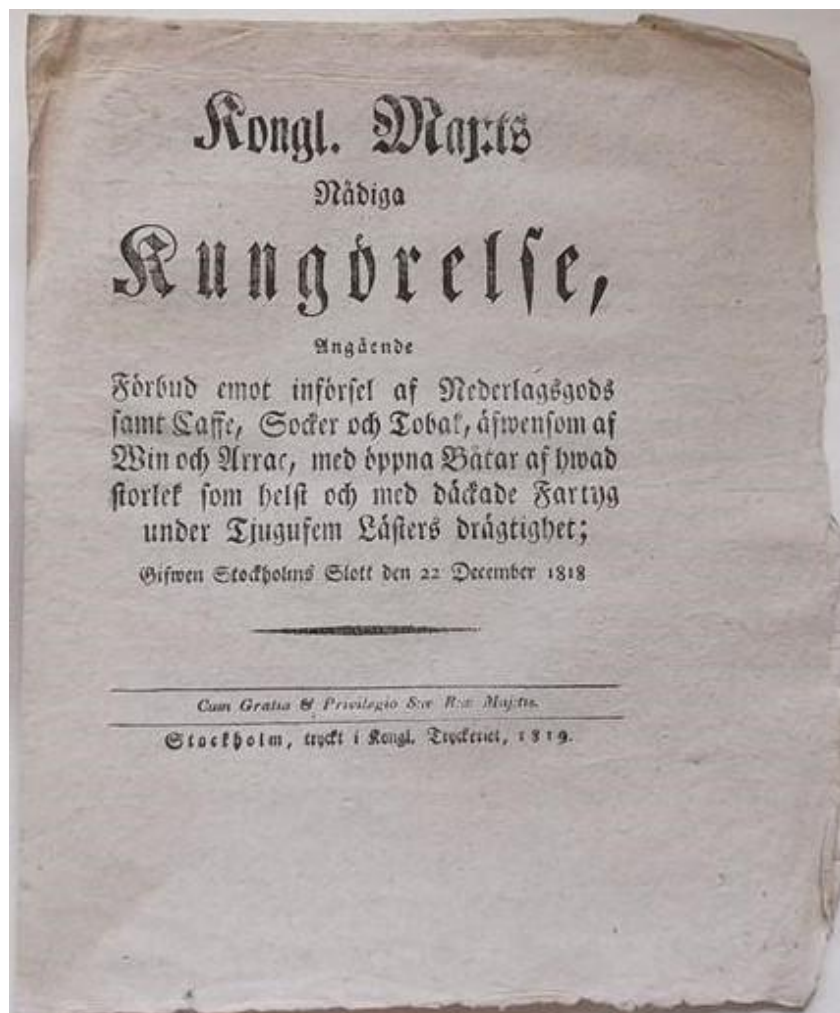 Kongl. Maj:ts
Nådiga
Kungörelse,
Angående
Förbud emot införsel af Nederlagsgods
samt Caffe, Socker och Tobak, äfwensom af
Win och Arrac, med öppna Båtar af hwad
storlek som helst och med däckade Fartyg
under Tjugufem Lästers drägtighet;
Gifwen Stockholms Slott den 22 December 1818
Cum Gratia & Privilegio S:æ R:æ Maj:tis.
Stockholm, tryckt i Kongl. Tryckeriet, 1819.